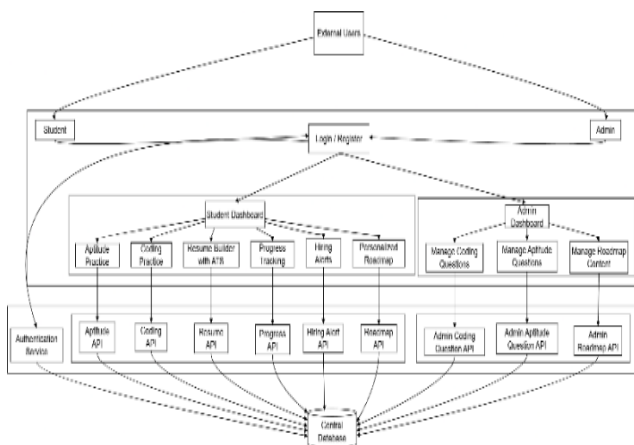 External Users
Student
Admin
Login / Register
Student Dashboard
Admin
Dashboard
Aptitude
Practice
Coding
Practice
Resume Builder
with ATS
Progress
Tracking
Hiring
Alerts
Personalized
Roadmap
Manage Coding
Questions
Manage Aptitude
Questions
Manage Roadmap
Content
Authentication
Service
Aptitude
API
Coding
API
Resume
API
Progress
API
Hiring Alert
API
Roadmap
API
Admin Coding
Question API
Admin Aptitude
Question API
Admin
Roadmap API
Central
Database